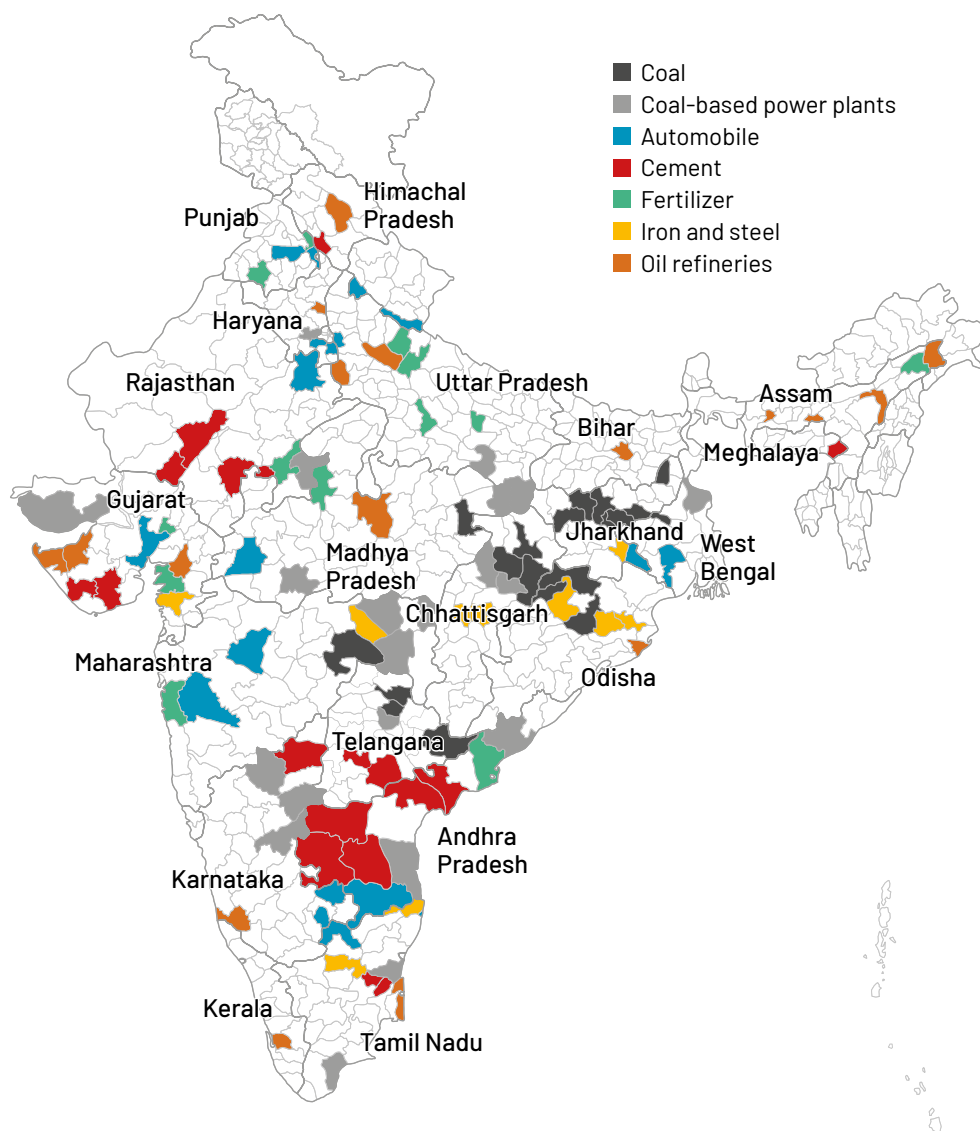 Coal
Coal-based power plants
Automobile
Cement
Fertilizer
Iron and steel
Oil refineries
Himachal
Pradesh
Punjab
Haryana
Rajasthan
Uttar Pradesh
Assam
Bihar
Meghalaya
Gujarat
Jharkhand
West
Bengal
Madhya
Pradesh
Chhattisgarh
Maharashtra
Odisha
Telangana
Andhra
Pradesh
Karnataka
Kerala
Tamil Nadu